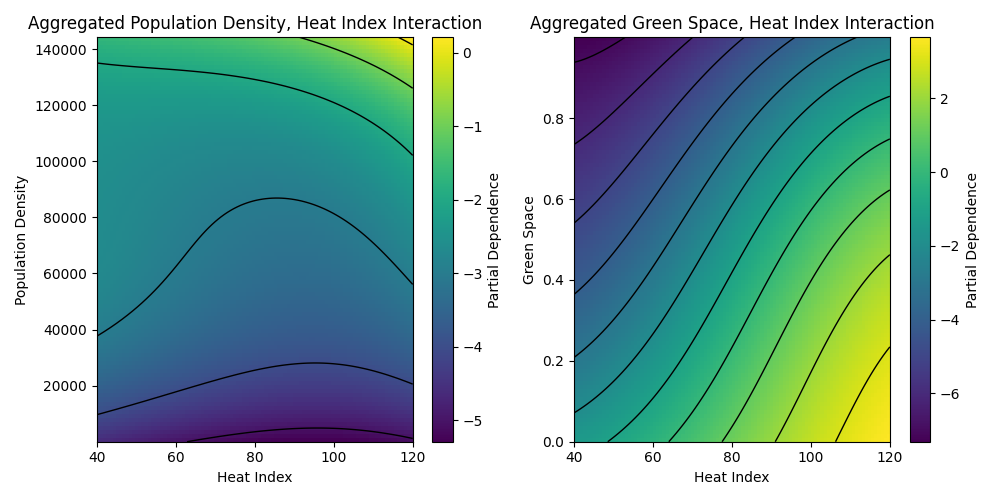 Aggregated Population Density, Heat Index Interaction
140000
120000
100000
80000
60000
40000
20000
Population Density
40 60 80 100 120
Heat Index
0
−1
−2
−3
−4
−5
Partial Dependence
Aggregated Green Space, Heat Index Interaction
0.8
0.6
0.4
0.2
0.0
Green Space
40 60 80 100 120
Heat Index
2
0
−2
−4
−6
Partial Dependence